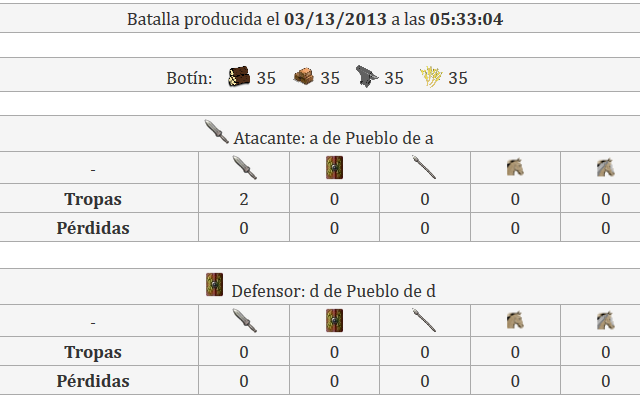 Batalla producida el 03/13/2013 a las 05:33:04
Botín: 35 35 35 35
Atacante: a de Pueblo de a
-
Tropas 2 0 0 0 0
Pérdidas 0 0 0 0 0
Defensor: d de Pueblo de d
-
Tropas 0 0 0 0 0
Pérdidas 0 0 0 0 0